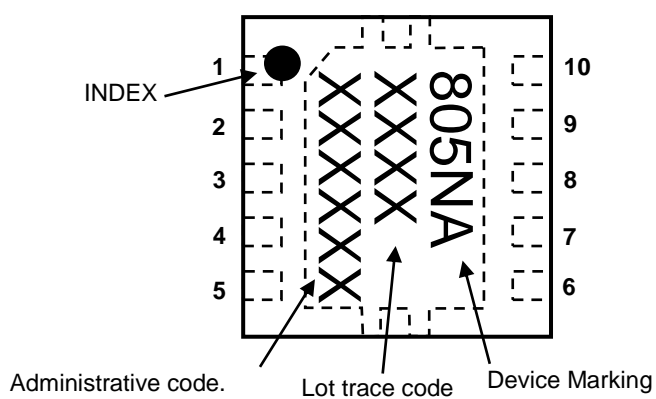 1
INDEX
2
3
4
5
10
9
8
7
6
805NA
XXXX
XXXXXX
Administrative code.
Lot trace code
Device Marking